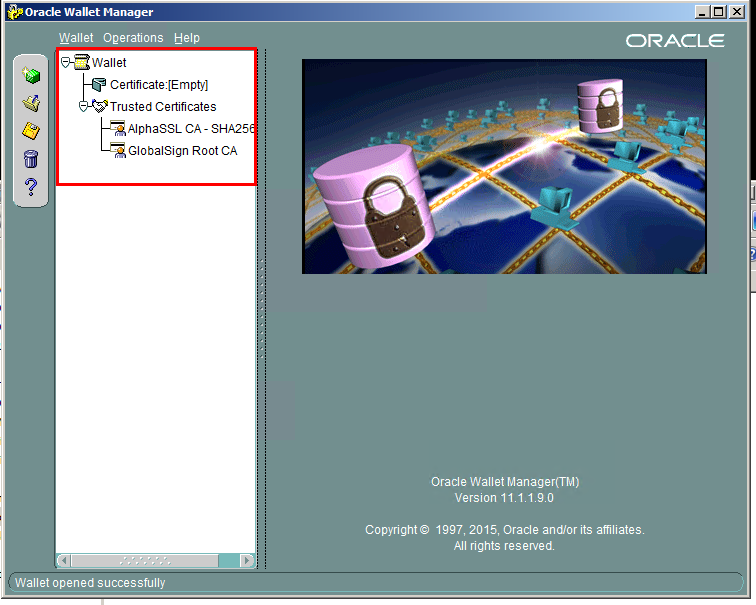 Oracle Wallet Manager
Wallet Operations Help
ORACLE
Wallet
Certificate:[Empty]
Trusted Certificates
AlphaSSL CA - SHA256
GlobalSign Root CA
Oracle Wallet Manager(TM)
Version 11.1.1.9.0
Copyright © 1997, 2015, Oracle and/or its affiliates.
All rights reserved.
Wallet opened successfully